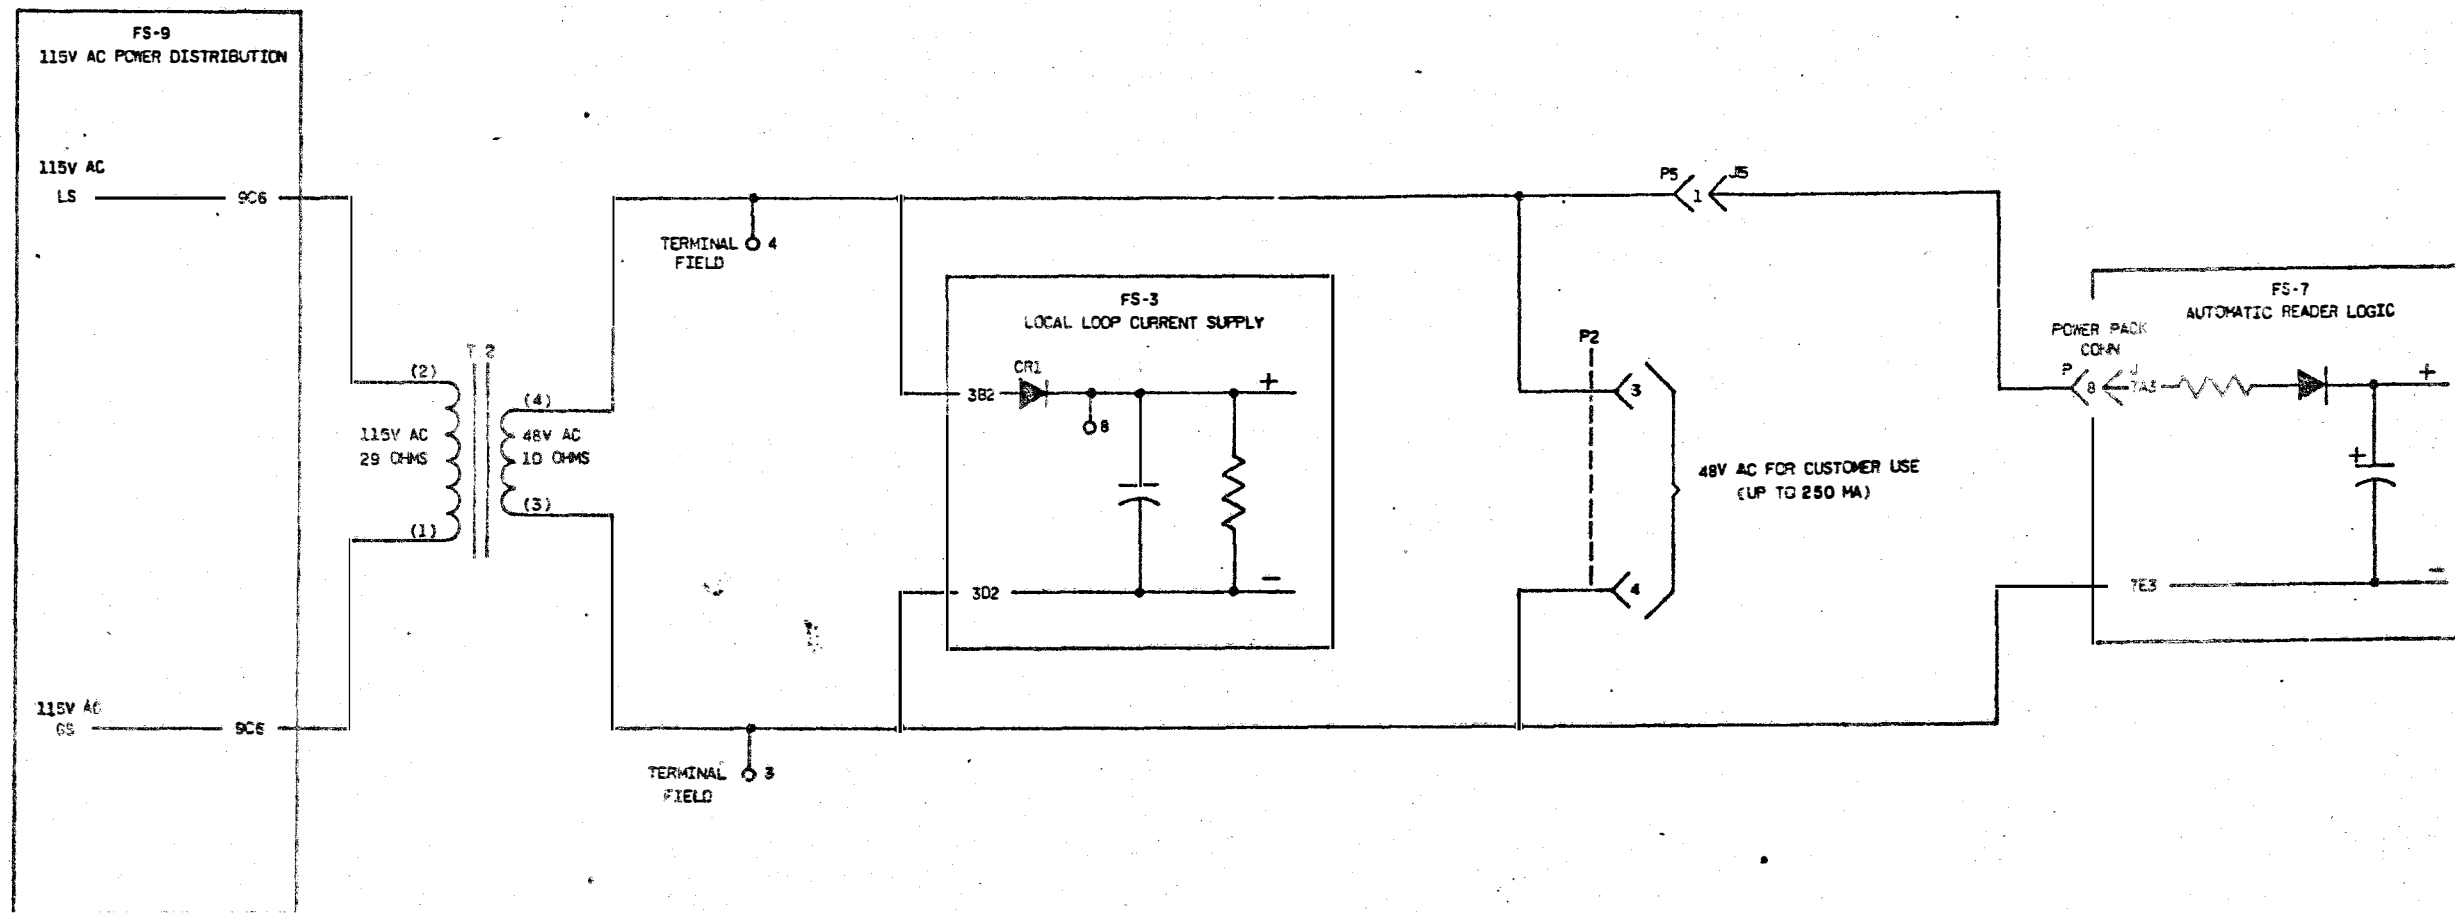 FS-9
115V AC POWER DISTRIBUTION
115V AC
LS
9C6
115V AC
GS
9C6
T 2
(2)
(1)
115V AC
29 OHMS
(4)
(3)
48V AC
10 OHMS
TERMINAL
FIELD
4
TERMINAL
FIELD
3
FS-3
LOCAL LOOP CURRENT SUPPLY
3B2
CR1
8
+
3D2
−
P5
1
J5
P2
3
4
48V AC FOR CUSTOMER USE
(UP TO 250 MA)
FS-7
AUTOMATIC READER LOGIC
POWER PACK
CONN
P
8
J
7A3
+
+
7E3
−